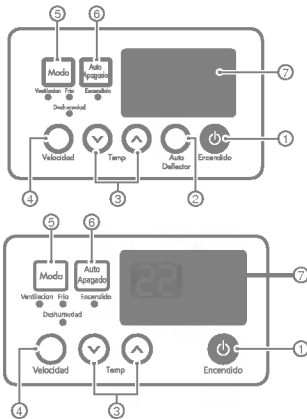 ⑤ ⑥
Modo Auto Apagado ⑦
Ventilacion Frio Encendido
Deshumedad
①
Velocidad Temp Auto Deflector Encendido
④ ③ ②
⑤ ⑥
Modo Auto Apagado 22 ⑦
Ventilacion Frio Encendido
Deshumedad
①
Velocidad Temp Encendido
④ ③